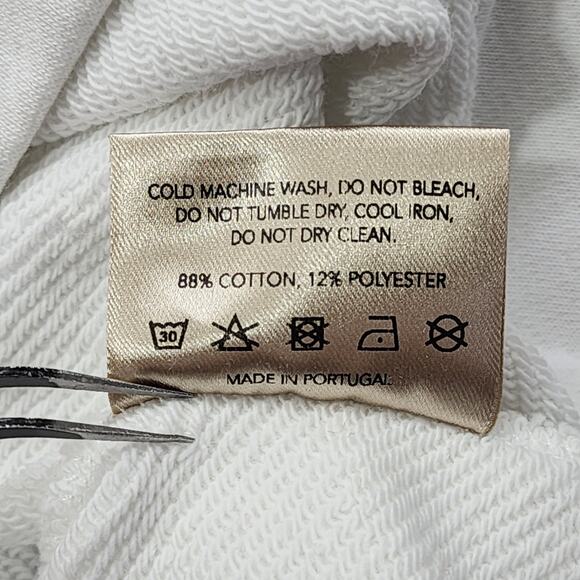 COLD MACHINE WASH, DO NOT BLEACH,
DO NOT TUMBLE DRY, COOL IRON,
DO NOT DRY CLEAN.
88% COTTON, 12% POLYESTER
30
MADE IN PORTUGAL